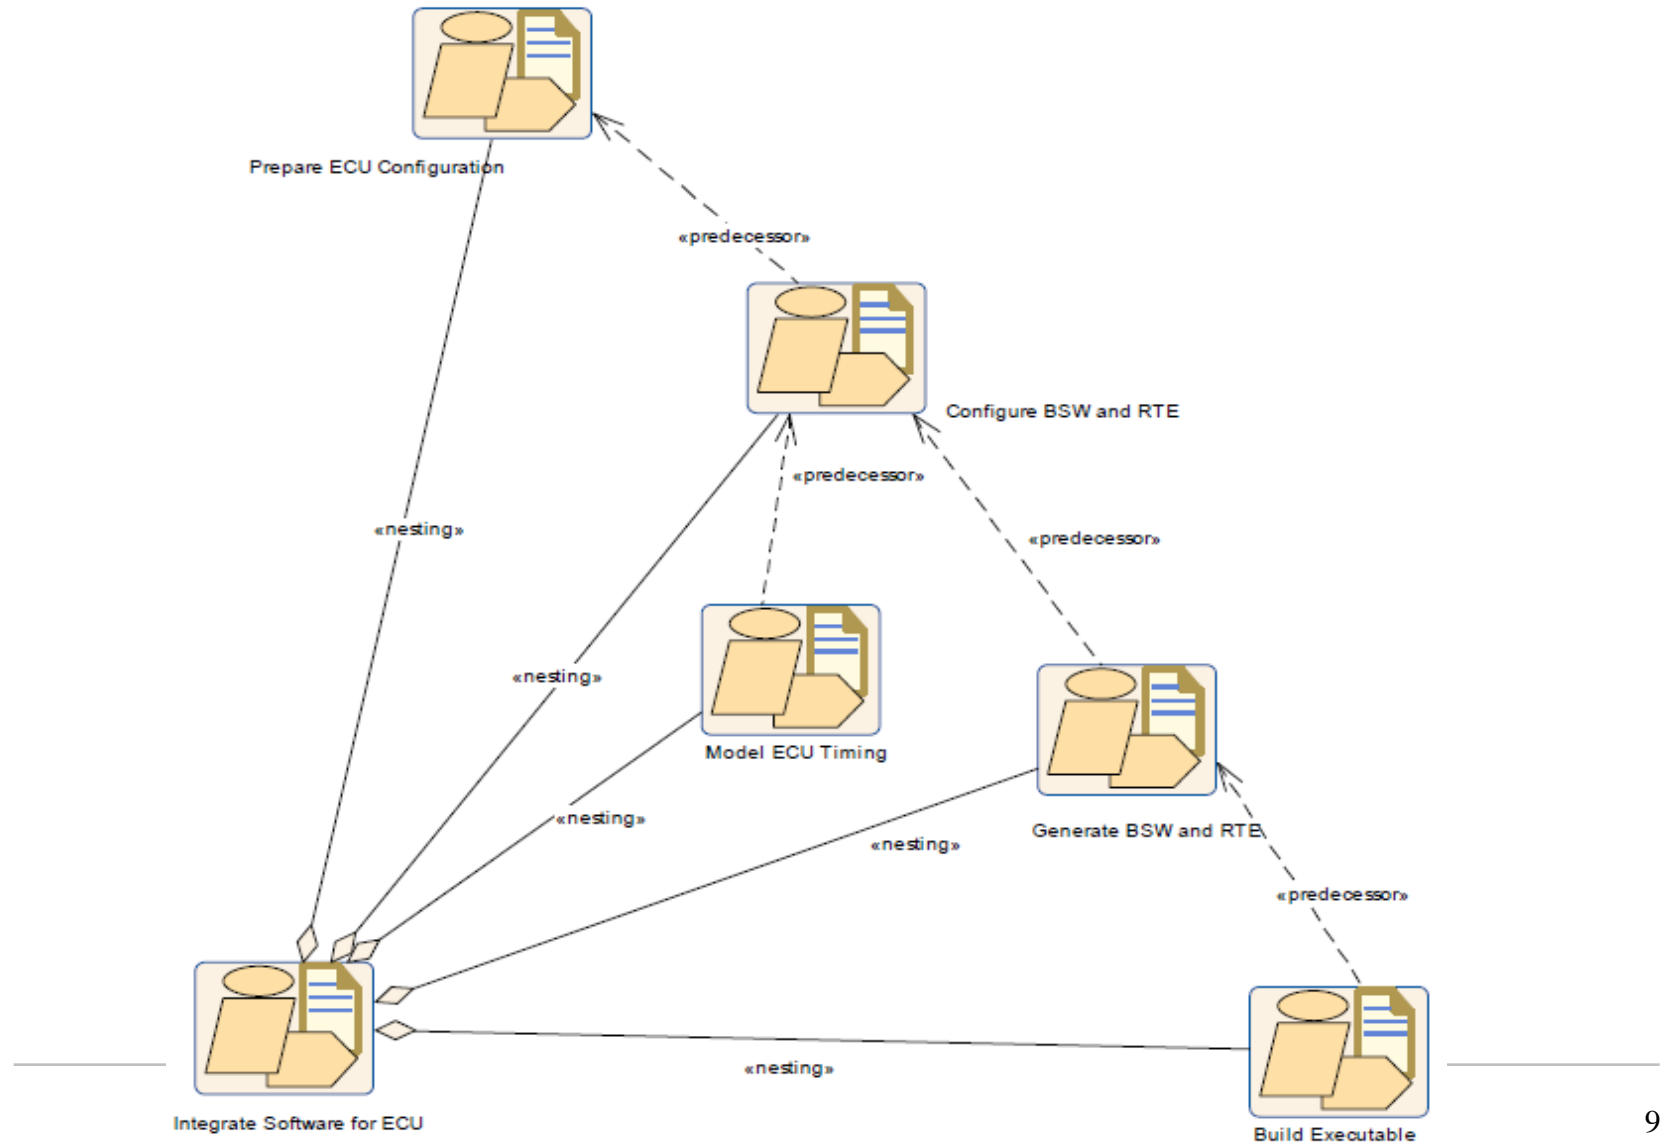 Prepare ECU Configuration
«predecessor»
Configure BSW and RTE
«predecessor»
«nesting»
«predecessor»
«nesting»
Model ECU Timing
«nesting»
Generate BSW and RTE
«nesting»
«predecessor»
«nesting»
Integrate Software for ECU
9
Build Executable